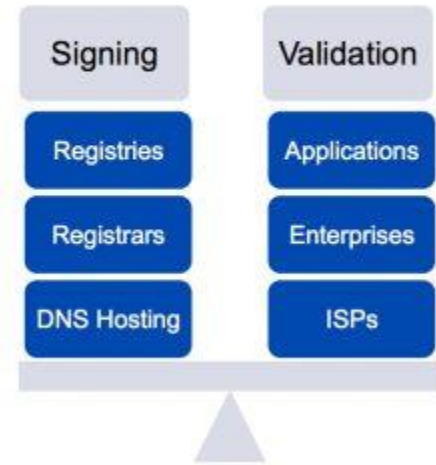 Signing
Registries
Registrars
DNS Hosting
Validation
Applications
Enterprises
ISPs